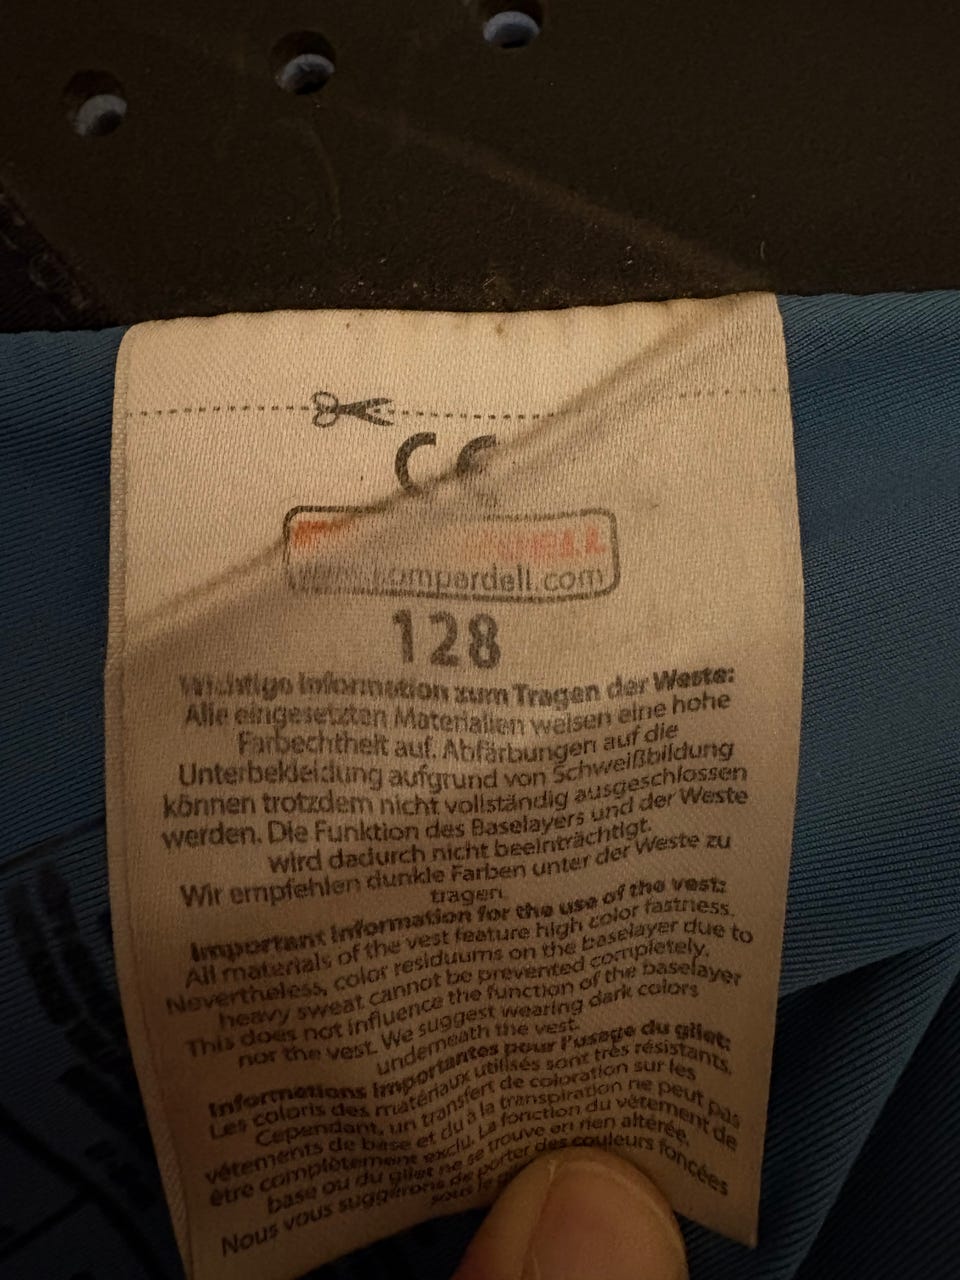 CE
www.komperdell.com
128
Wichtige Information zum Tragen der Weste:
Alle eingesetzten Materialien weisen eine hohe
Farbechtheit auf. Abfärbungen auf die
Unterbekleidung aufgrund von Schweißbildung
können trotzdem nicht vollständig ausgeschlossen
werden. Die Funktion des Baselayers und der Weste
wird dadurch nicht beeinträchtigt.
Wir empfehlen dunkle Farben unter der Weste zu
tragen.
Important Information for the use of the vest:
All materials of the vest feature high color fastness.
Nevertheless, color residuums on the baselayer due to
heavy sweat cannot be prevented completely.
This does not influence the function of the baselayer
nor the vest. We suggest wearing dark colors
underneath the vest.
Informations importantes pour l'usage du gilet:
Les coloris des matériaux utilisés sont très résistants.
Cependant, un transfert de coloration sur les
vêtements de base et dû à la transpiration ne peut pas
être complètement exclu. La fonction du vêtement de
base ou du gilet ne se trouve en rien altérée.
Nous vous suggérons de porter des couleurs foncées
sous le